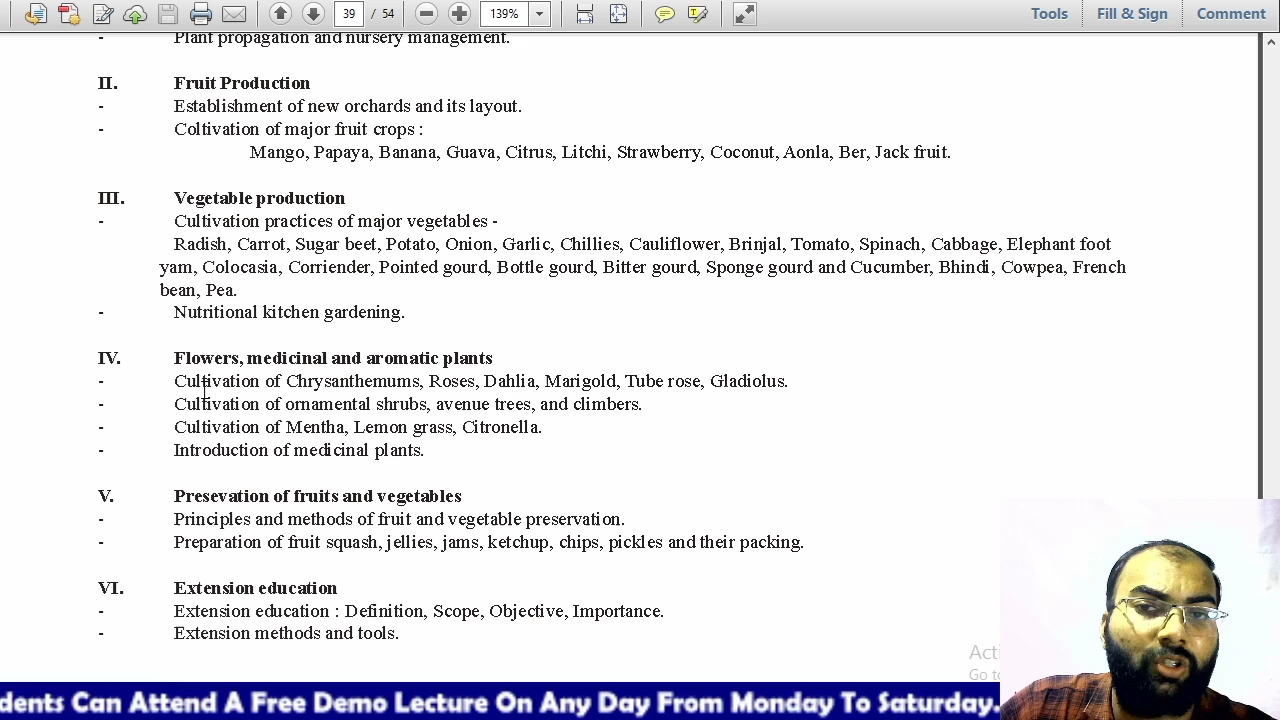 39 / 54 139% Tools Fill & Sign Comment
- Plant propagation and nursery management.
II. Fruit Production
- Establishment of new orchards and its layout.
- Coltivation of major fruit crops :
Mango, Papaya, Banana, Guava, Citrus, Litchi, Strawberry, Coconut, Aonla, Ber, Jack fruit.
III. Vegetable production
- Cultivation practices of major vegetables -
Radish, Carrot, Sugar beet, Potato, Onion, Garlic, Chillies, Cauliflower, Brinjal, Tomato, Spinach, Cabbage, Elephant foot
yam, Colocasia, Corriender, Pointed gourd, Bottle gourd, Bitter gourd, Sponge gourd and Cucumber, Bhindi, Cowpea, French
bean, Pea.
- Nutritional kitchen gardening.
IV. Flowers, medicinal and aromatic plants
- Cultivation of Chrysanthemums, Roses, Dahlia, Marigold, Tube rose, Gladiolus.
- Cultivation of ornamental shrubs, avenue trees, and climbers.
- Cultivation of Mentha, Lemon grass, Citronella.
- Introduction of medicinal plants.
V. Presevation of fruits and vegetables
- Principles and methods of fruit and vegetable preservation.
- Preparation of fruit squash, jellies, jams, ketchup, chips, pickles and their packing.
VI. Extension education
- Extension education : Definition, Scope, Objective, Importance.
- Extension methods and tools.
Acti
Go to
dents Can Attend A Free Demo Lecture On Any Day From Monday To Saturday.